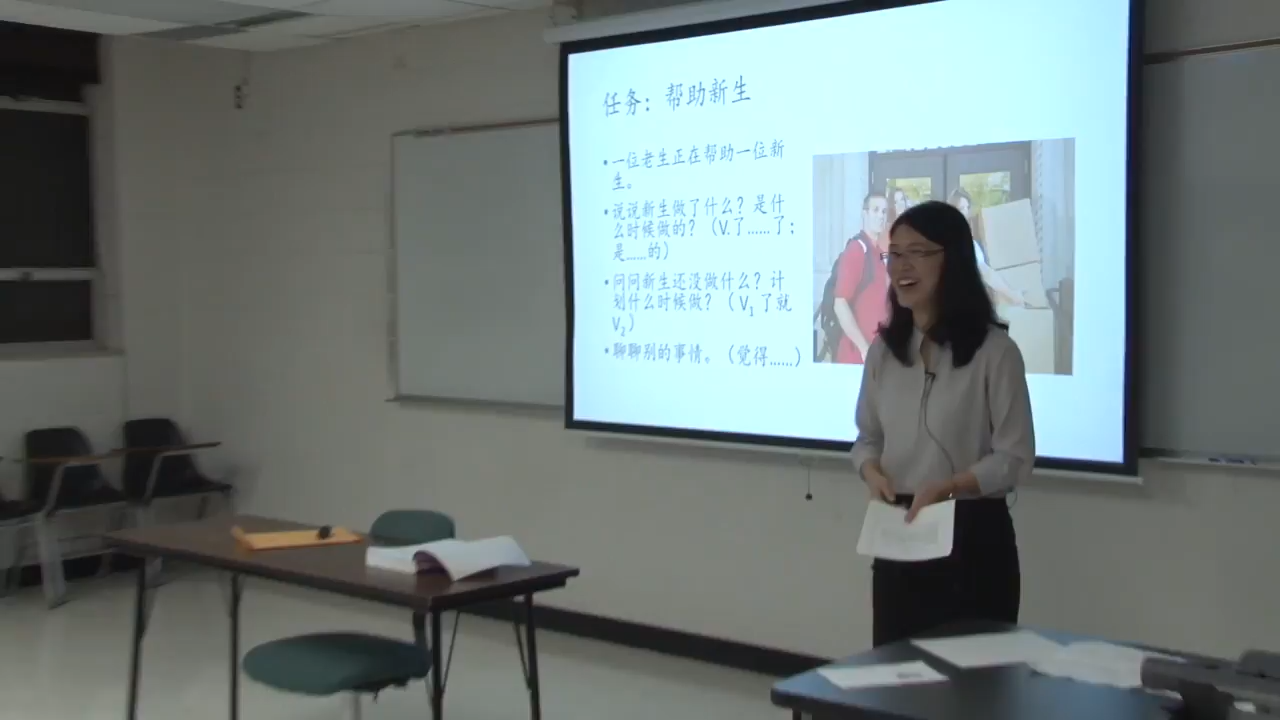 任务：帮助新生
•一位老生正在帮助一位新
生。
•说说新生做了什么？是什
么时候做的？（V.了……了；
是……的）
•问问新生还没做什么？计
划什么时候做？（V₁了就
V₂）
•聊聊别的事情。（觉得……）